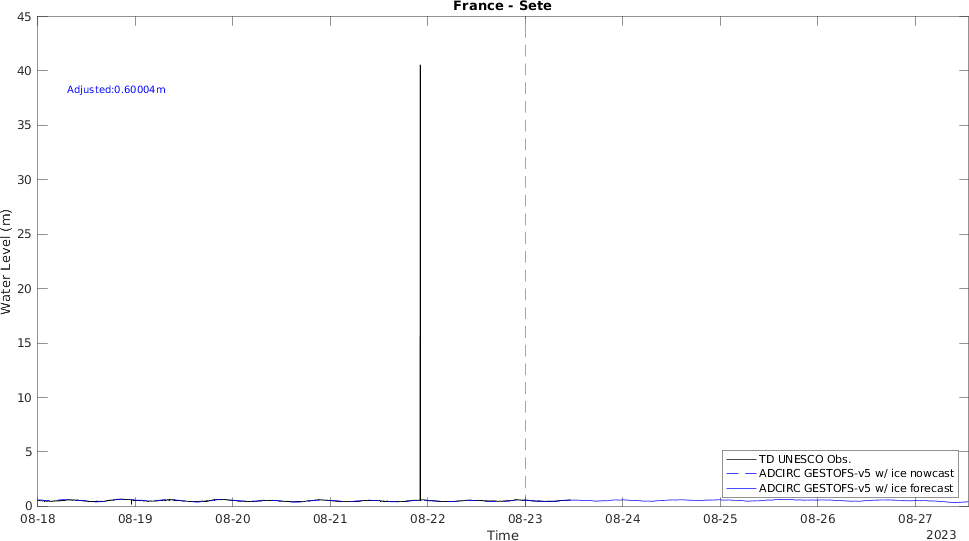 France - Sete
45
40
35
30
25
20
15
10
5
0
Water Level (m)
Adjusted:0.60004m
TD UNESCO Obs.
ADCIRC GESTOFS-v5 w/ ice nowcast
ADCIRC GESTOFS-v5 w/ ice forecast
08-18 08-19 08-20 08-21 08-22 08-23 08-24 08-25 08-26 08-27
Time
2023